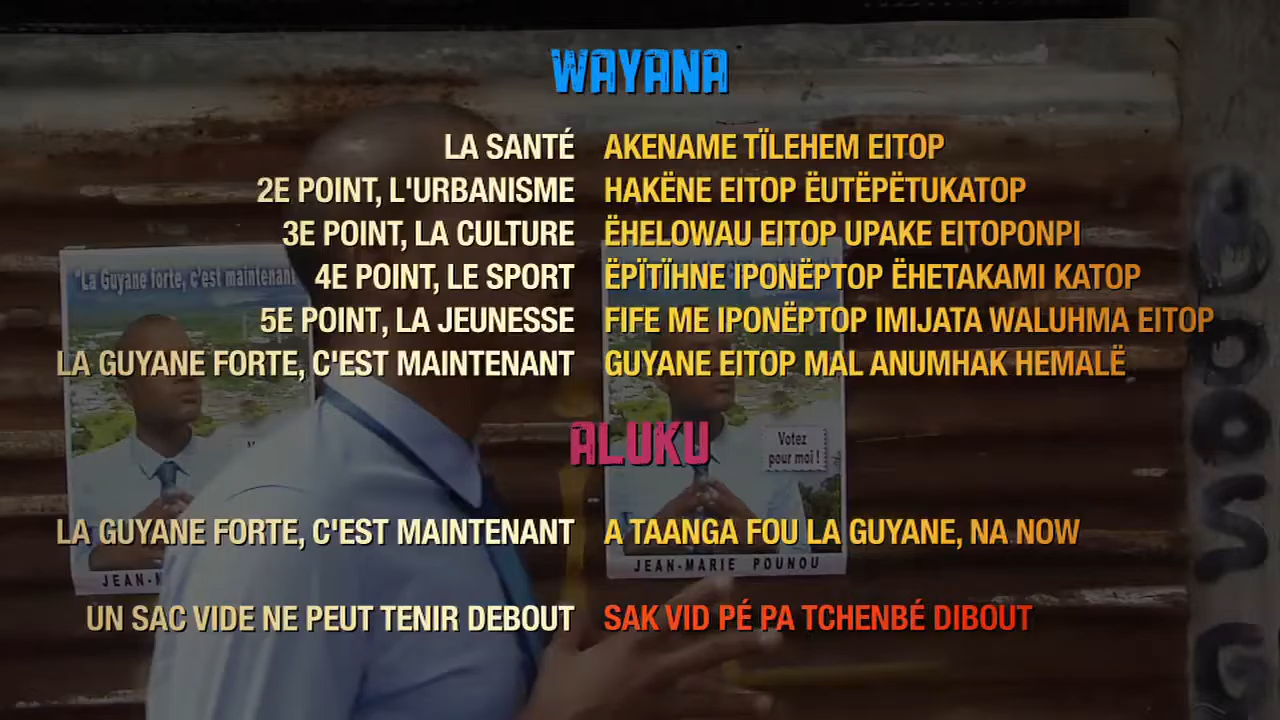 WAYANA
LA SANTÉ AKENAME TÏLEHEM EITOP
2E POINT, L'URBANISME HAKËNE EITOP ËUTËPËTUKATOP
3E POINT, LA CULTURE ËHELOWAU EITOP UPAKE EITOPONPI
"La Guyane forte, c'est maintenant
4E POINT, LE SPORT ËPÏTÏHNE IPONËPTOP ËHETAKAMI KATOP
5E POINT, LA JEUNESSE FIFE ME IPONËPTOP IMIJATA WALUHMA EITOP
LA GUYANE FORTE, C'EST MAINTENANT GUYANE EITOP MAL ANUMHAK HEMALË
ALUKU
Votez
pour moi !
LA GUYANE FORTE, C'EST MAINTENANT A TAANGA FOU LA GUYANE, NA NOW
JEAN-MARIE POUNOU
UN SAC VIDE NE PEUT TENIR DEBOUT SAK VID PÉ PA TCHENBÉ DIBOUT